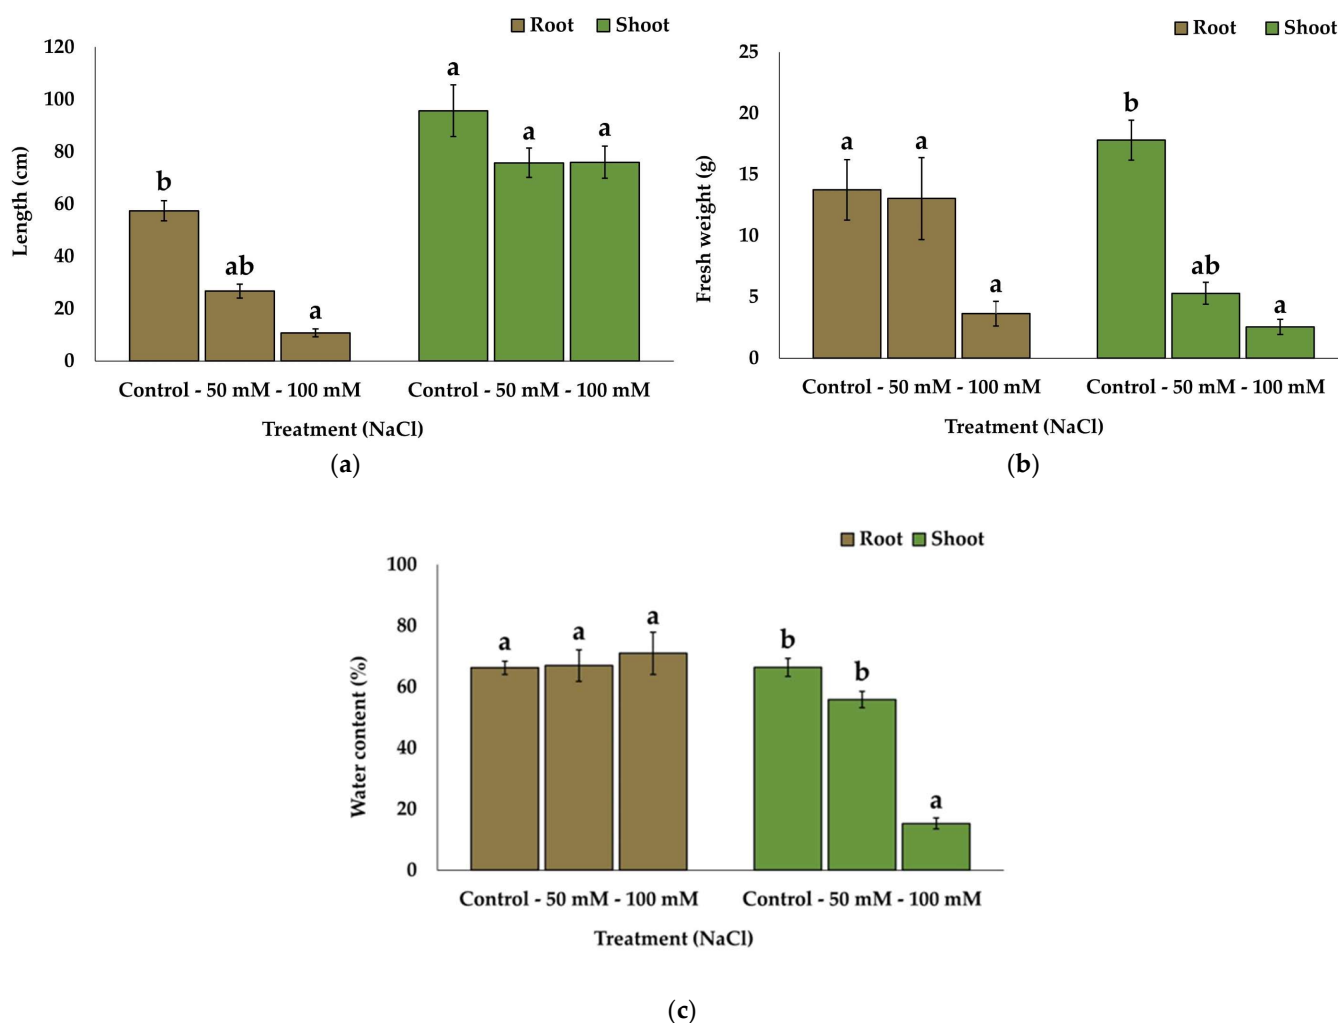 Root Shoot
120
100
80
60
40
20
0
Length (cm)
b
ab
a
a
a
a
Control - 50 mM - 100 mM Control - 50 mM - 100 mM
Treatment (NaCl)
(a)
Root Shoot
25
20
15
10
5
0
Fresh weight (g)
a
a
a
b
ab
a
Control - 50 mM - 100 mM Control - 50 mM - 100 mM
Treatment (NaCl)
(b)
Root Shoot
100
80
60
40
20
0
Water content (%)
a
a
a
b
b
a
Control - 50 mM - 100 mM Control - 50 mM - 100 mM
Treatment (NaCl)
(c)